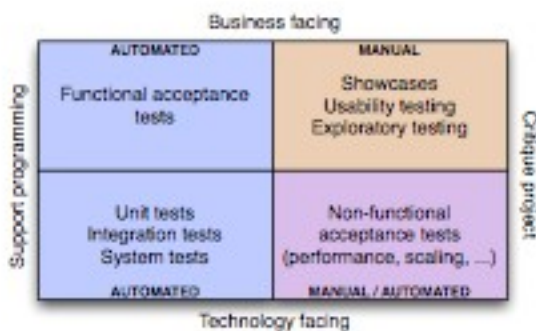 Business facing
AUTOMATED
MANUAL
Functional acceptance
tests
Showcases
Usability testing
Exploratory testing
Support programming
Critique project
Unit tests
Integration tests
System tests
Non-functional
acceptance tests
(performance, scaling, ...)
AUTOMATED
MANUAL / AUTOMATED
Technology facing